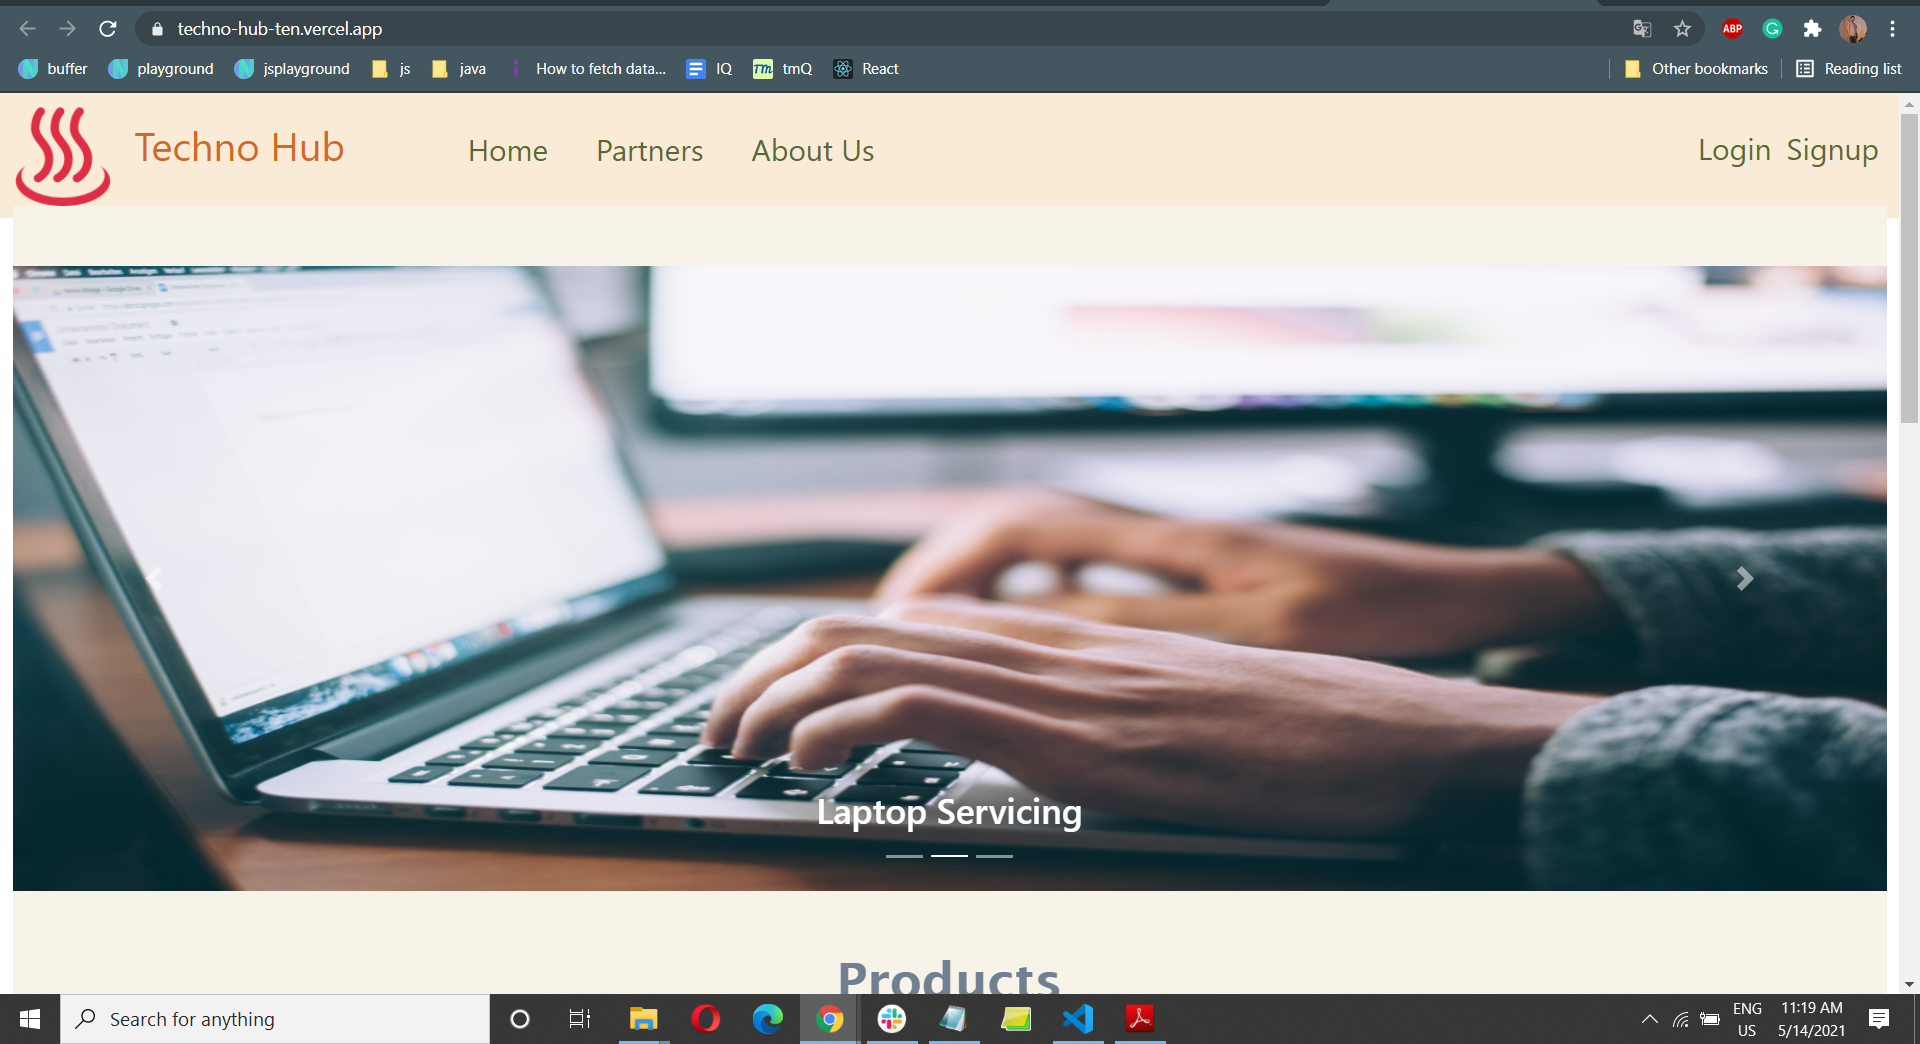 techno-hub-ten.vercel.app
ABP
buffer playground jsplayground js java How to fetch data... IQ tmQ React Other bookmarks Reading list
Techno Hub Home Partners About Us Login Signup
Laptop Servicing
Products
Search for anything
ENG 11:19 AM
US 5/14/2021